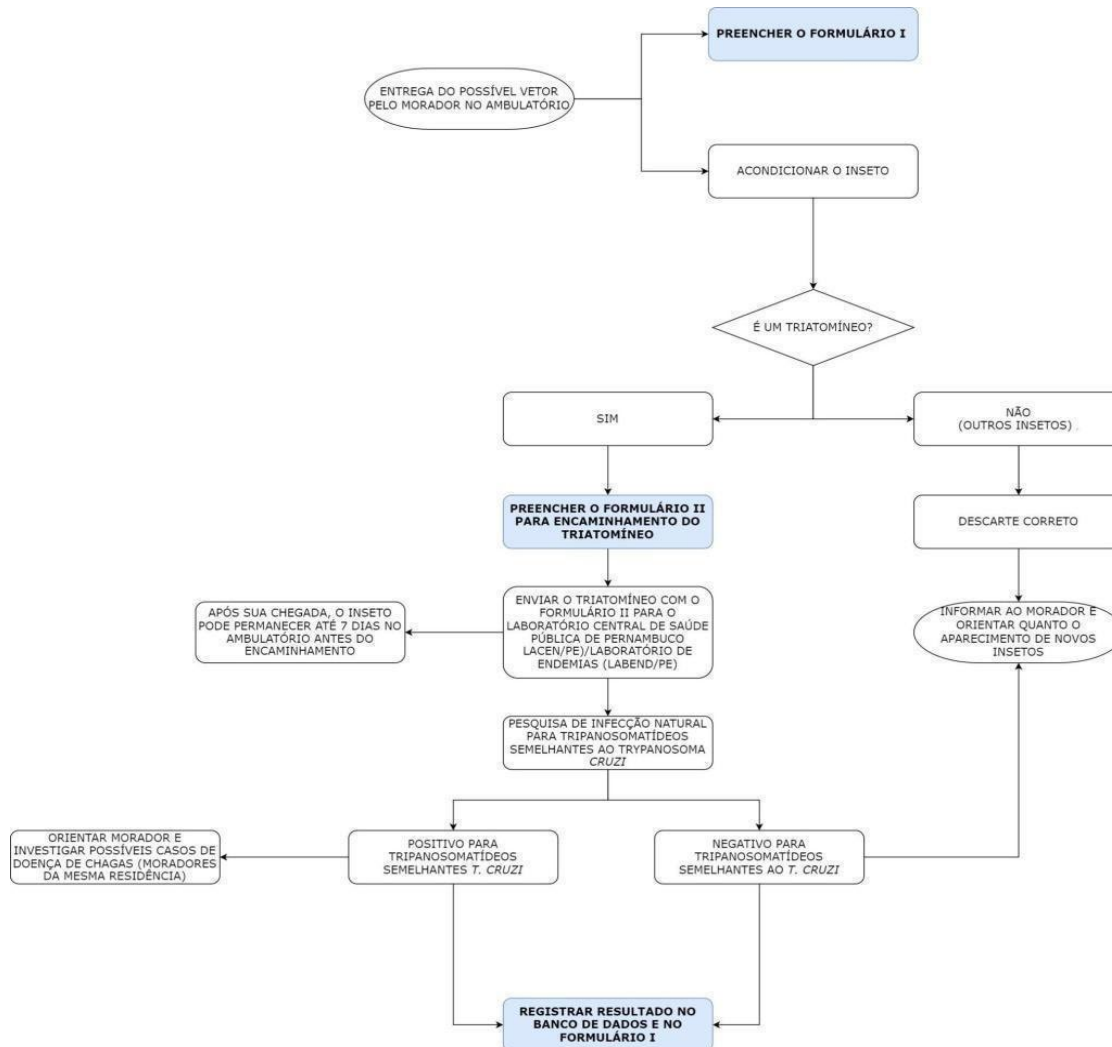 PREENCHER O FORMULÁRIO I
ENTREGA DO POSSÍVEL VETOR
PELO MORADOR NO AMBULATÓRIO
ACONDICIONAR O INSETO
É UM TRIATOMÍNEO?
SIM
NÃO
(OUTROS INSETOS) .
PREENCHER O FORMULÁRIO II
PARA ENCAMINHAMENTO DO
TRIATOMÍNEO
DESCARTE CORRETO
APÓS SUA CHEGADA, O INSETO
PODE PERMANECER ATÉ 7 DIAS NO
AMBULATÓRIO ANTES DO
ENCAMINHAMENTO
ENVIAR O TRIATOMÍNEO COM O
FORMULÁRIO II PARA O
LABORATÓRIO CENTRAL DE SAÚDE
PÚBLICA DE PERNAMBUCO
LACEN/PE)/LABORATÓRIO DE
ENDEMIAS (LABEND/PE)
INFORMAR AO MORADOR E
ORIENTAR QUANTO O
APARECIMENTO DE NOVOS
INSETOS
PESQUISA DE INFECÇÃO NATURAL
PARA TRIPANOSOMATÍDEOS
SEMELHANTES AO TRYPANOSOMA
CRUZI
ORIENTAR MORADOR E
INVESTIGAR POSSÍVEIS CASOS DE
DOENÇA DE CHAGAS (MORADORES
DA MESMA RESIDÊNCIA)
POSITIVO PARA
TRIPANOSOMATÍDEOS
SEMELHANTES T. CRUZI
NEGATIVO PARA
TRIPANOSOMATÍDEOS
SEMELHANTES AO T. CRUZI
REGISTRAR RESULTADO NO
BANCO DE DADOS E NO
FORMULÁRIO I